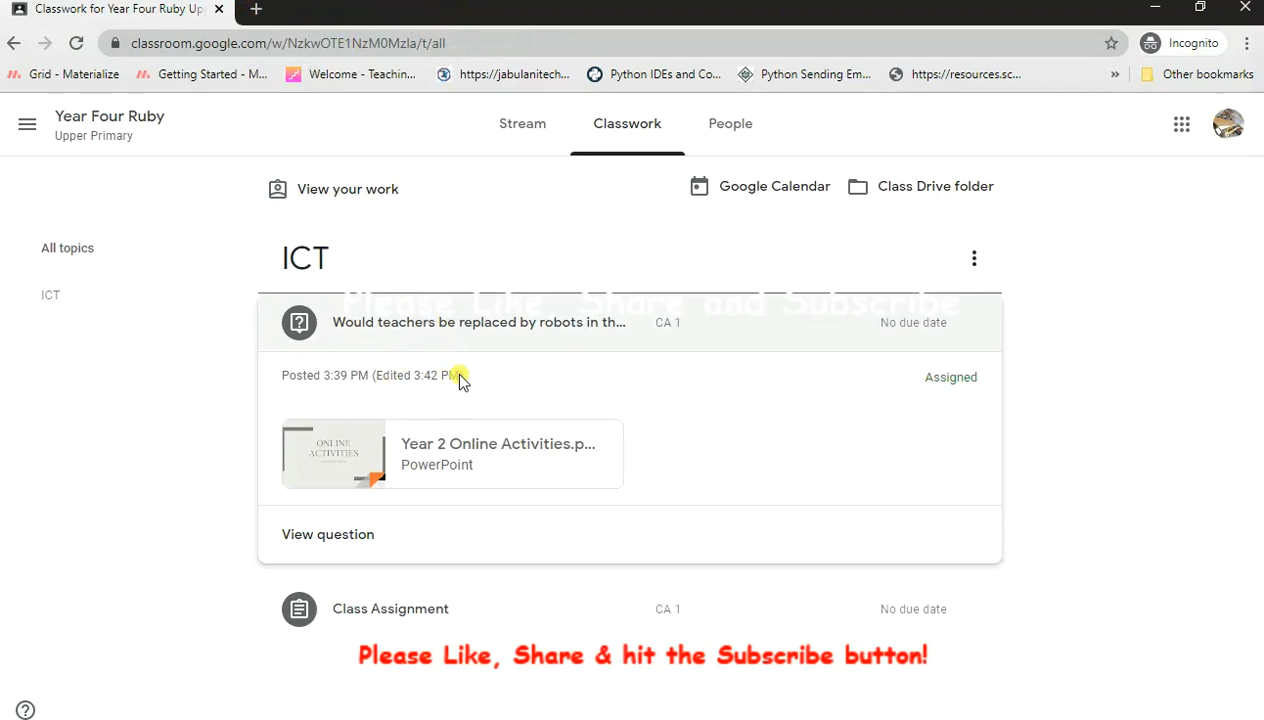 Classwork for Year Four Ruby Up
classroom.google.com/w/NzkwOTE1NzM0Mzla/t/all
Incognito
Grid - Materialize
Getting Started - M...
Welcome - Teachin...
https://jabulanitech...
Python IDEs and Co...
Python Sending Em...
https://resources.sc...
»
Other bookmarks
Year Four Ruby
Upper Primary
Stream
Classwork
People
View your work
Google Calendar
Class Drive folder
All topics
ICT
ICT
Please Like, Share and Subscribe
Would teachers be replaced by robots in th...
CA 1
No due date
Posted 3:39 PM (Edited 3:42 PM)
Assigned
ONLINE
ACTIVITIES
Year 2 Online Activities.p...
PowerPoint
View question
Class Assignment
CA 1
No due date
Please Like, Share & hit the Subscribe button!